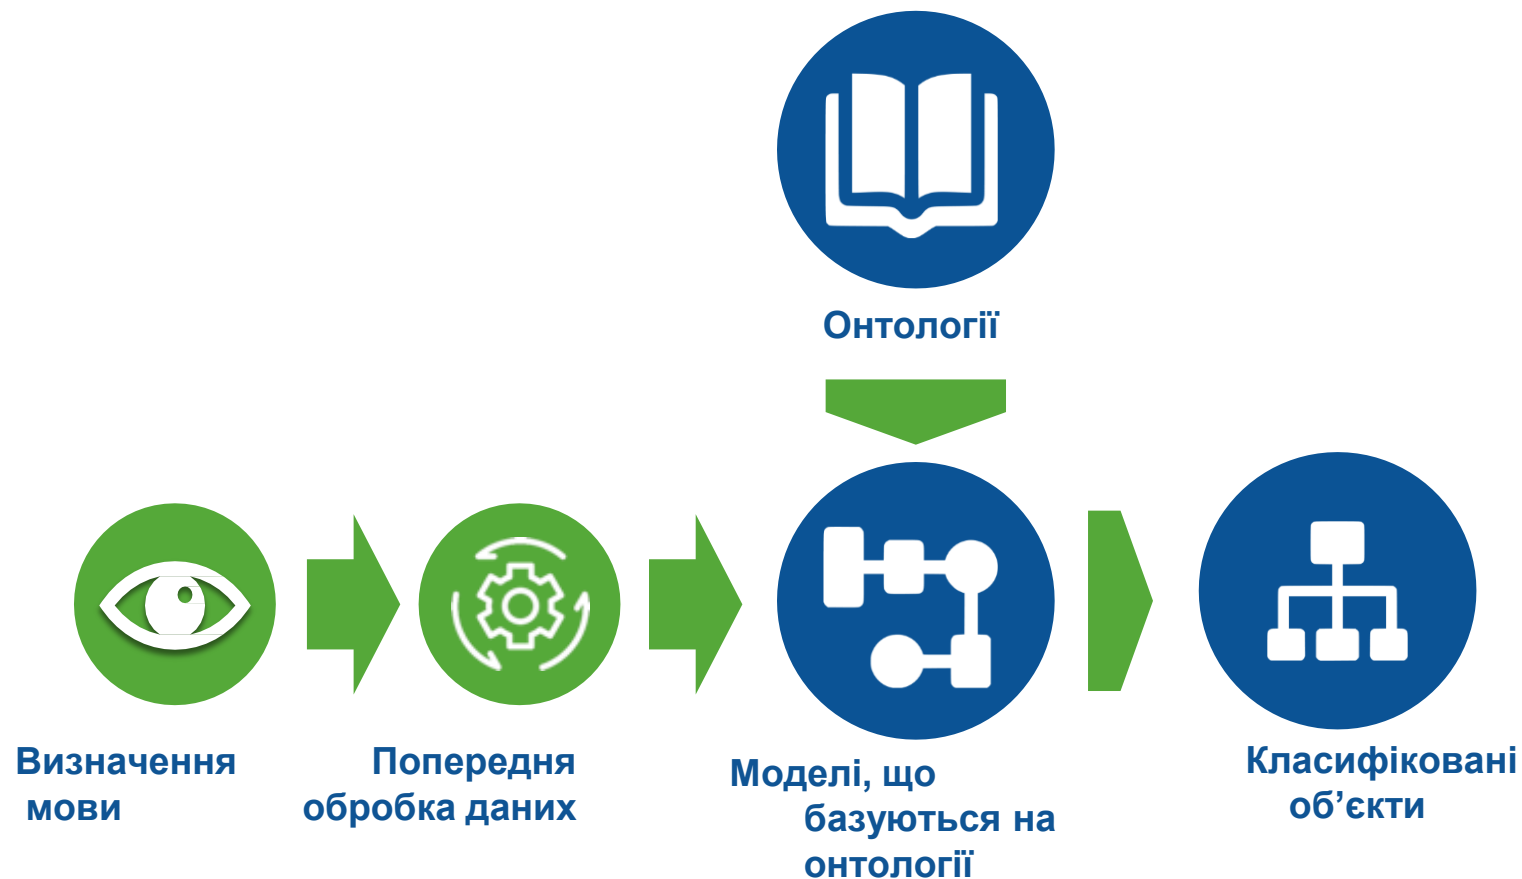 Онтології
Визначення
мови
Попередня
обробка даних
Моделі, що
базуються на
онтології
Класифіковані
об’єкти